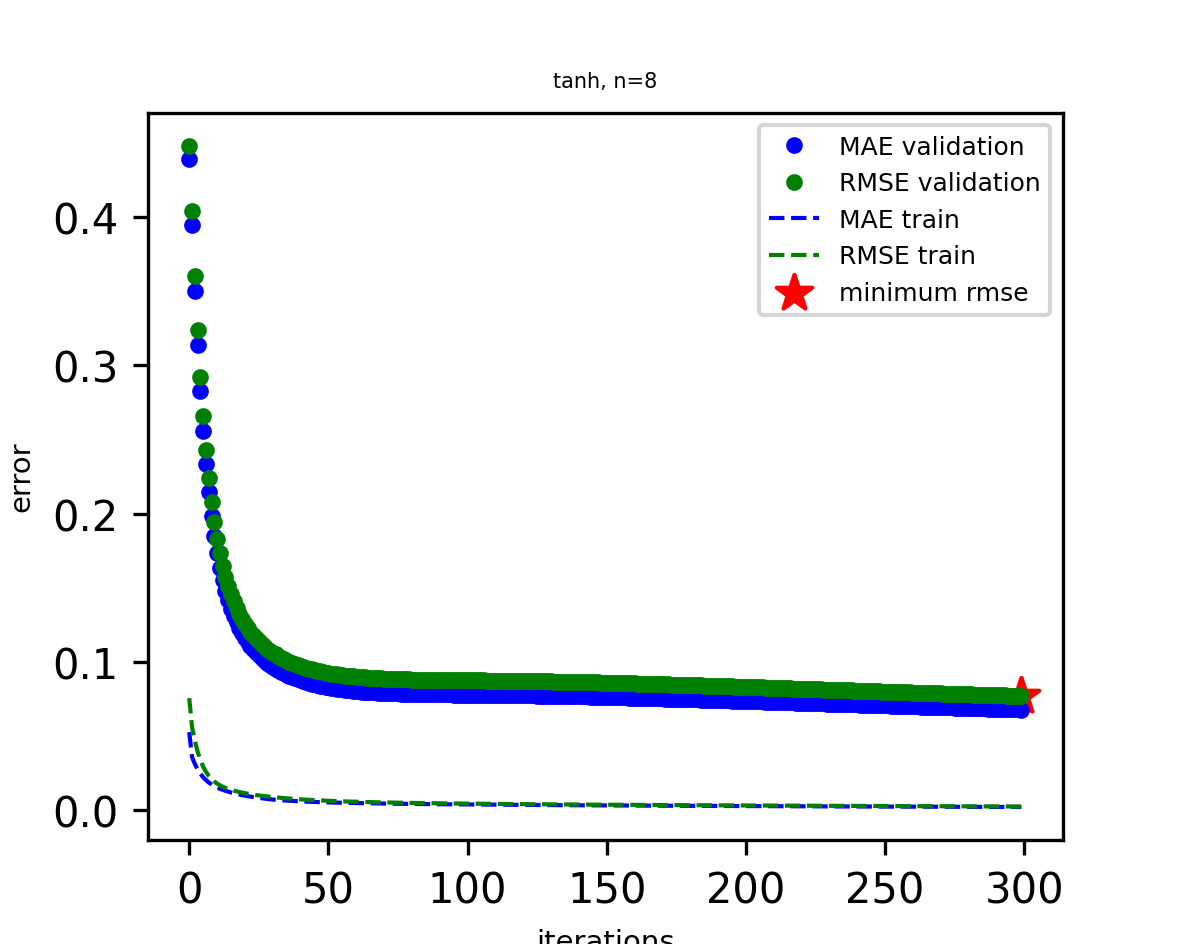 tanh, n=8
MAE validation
RMSE validation
MAE train
RMSE train
minimum rmse
error
0.4
0.3
0.2
0.1
0.0
0 50 100 150 200 250 300
iterations